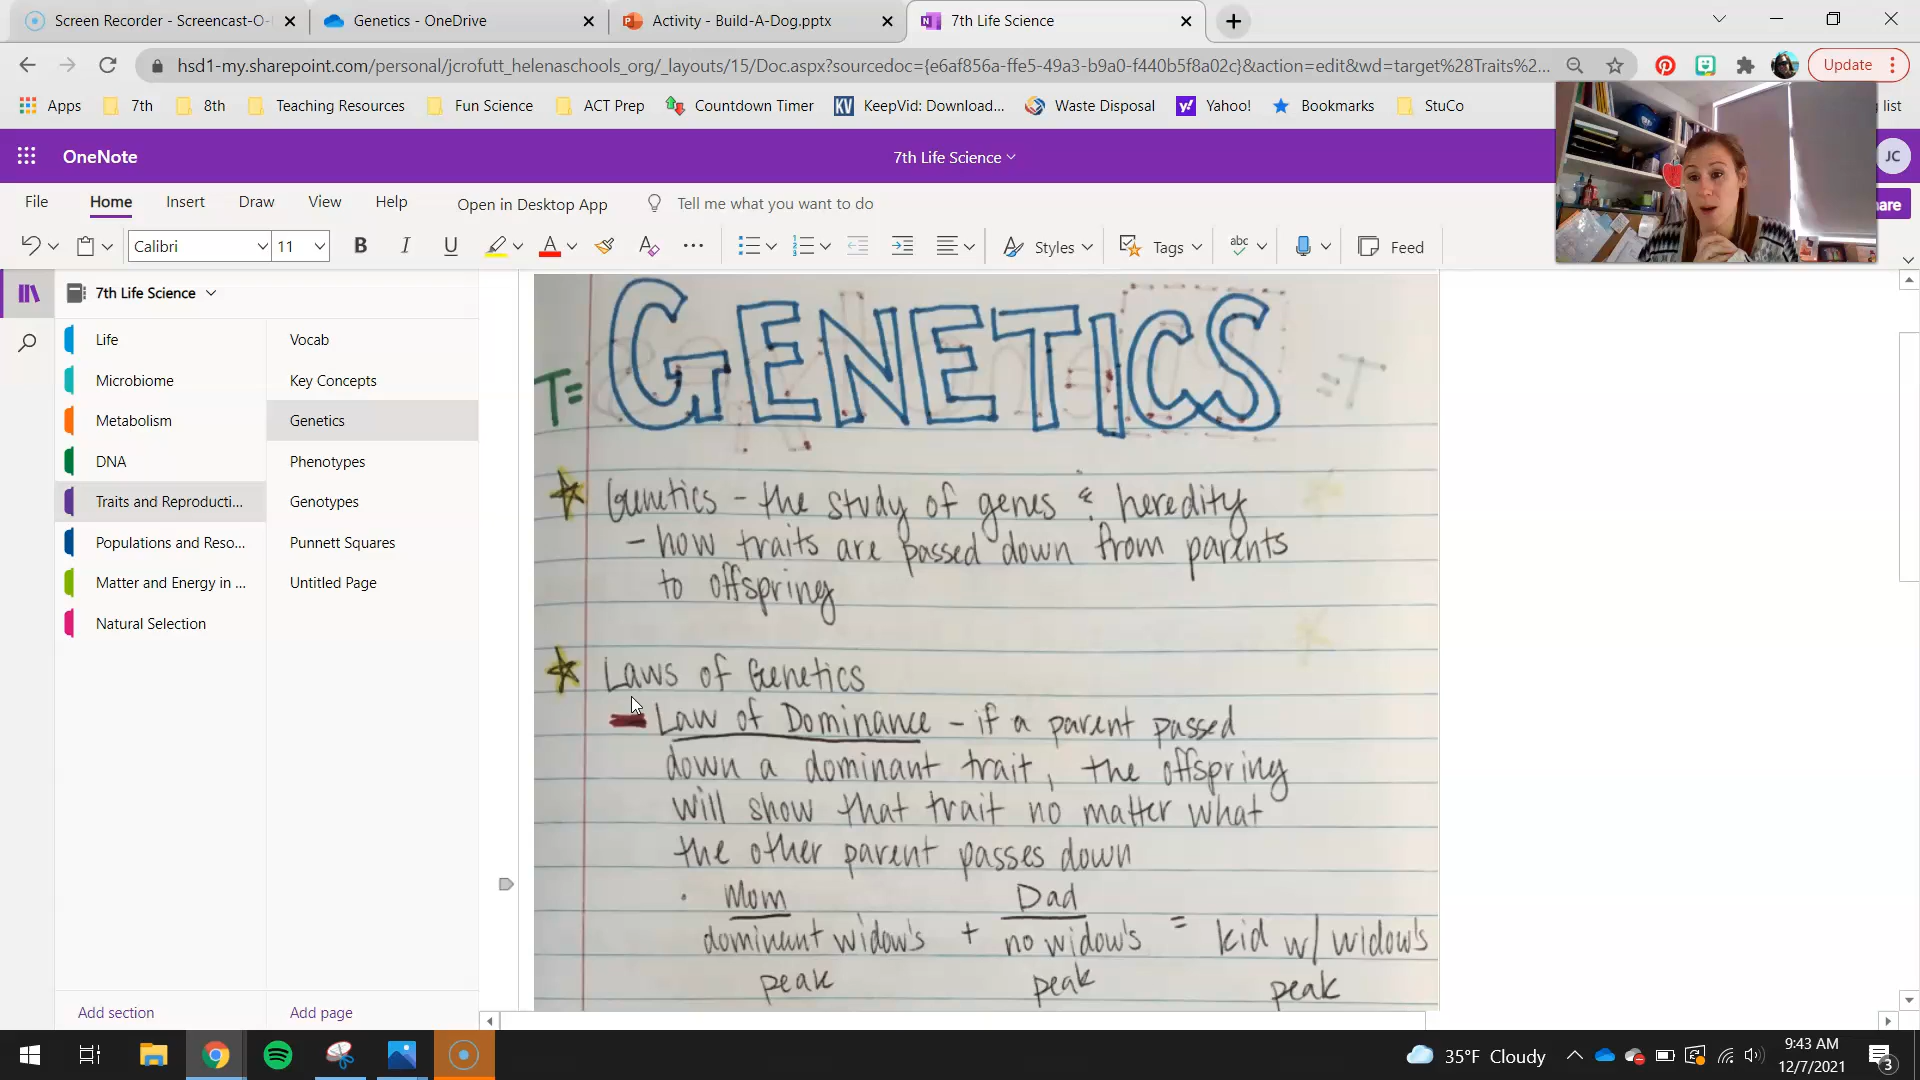 Screen Recorder - Screencast-O-
Genetics - OneDrive
Activity - Build-A-Dog.pptx
7th Life Science
hsd1-my.sharepoint.com/personal/jcrofutt_helenaschools_org/_layouts/15/Doc.aspx?sourcedoc={e6af856a-ffe5-49a3-b9a0-f440b5f8a02c}&action=edit&wd=target%28Traits%2...
Update
Apps
7th
8th
Teaching Resources
Fun Science
ACT Prep
Countdown Timer
KV KeepVid: Download...
Waste Disposal
Yahoo!
Bookmarks
StuCo
list
OneNote
7th Life Science
JC
File
Home
Insert
Draw
View
Help
Open in Desktop App
Tell me what you want to do
are
Calibri
11
B
I
U
A
Styles
Tags
abc
Feed
7th Life Science
Life
Microbiome
Metabolism
DNA
Traits and Reproducti...
Populations and Reso...
Matter and Energy in ...
Natural Selection
Add section
Vocab
Key Concepts
Genetics
Phenotypes
Genotypes
Punnett Squares
Untitled Page
Add page
T= GENETICS
Genetics - the study of genes & heredity
- how traits are passed down from parents
to offspring
Laws of Genetics
- Law of Dominance - if a parent passed
down a dominant trait, the offspring
will show that trait no matter what
the other parent passes down
· Mom Dad
dominant widow's + no widow's = kid w/ widow's
peak peak peak
35°F Cloudy
9:43 AM
12/7/2021
3